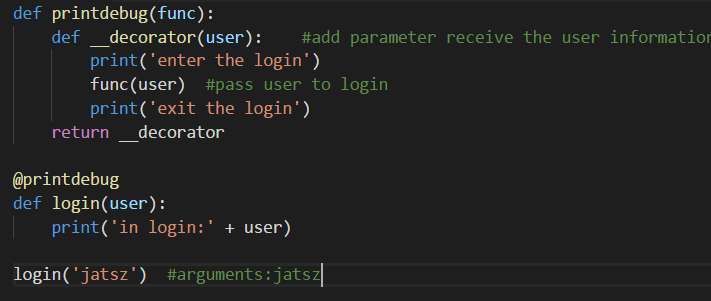 def printdebug(func):
    def __decorator(user):    #add parameter receive the user information
        print('enter the login')
        func(user)  #pass user to login
        print('exit the login')
    return __decorator

@printdebug
def login(user):
    print('in login:' + user)

login('jatsz')  #arguments:jatsz